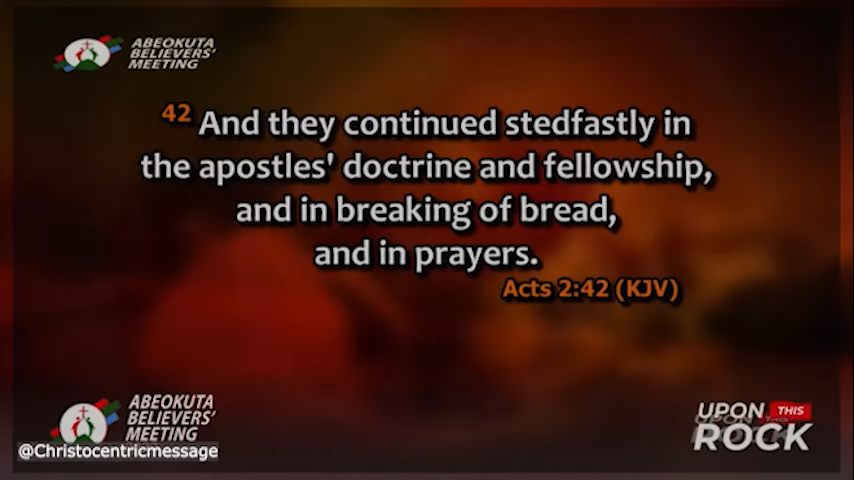 ABEOKUTA
BELIEVERS'
MEETING
42 And they continued stedfastly in
the apostles' doctrine and fellowship,
and in breaking of bread,
and in prayers.
Acts 2:42 (KJV)
ABEOKUTA
BELIEVERS'
MEETING
@Christocentricmessage
UPON THIS
ROCK